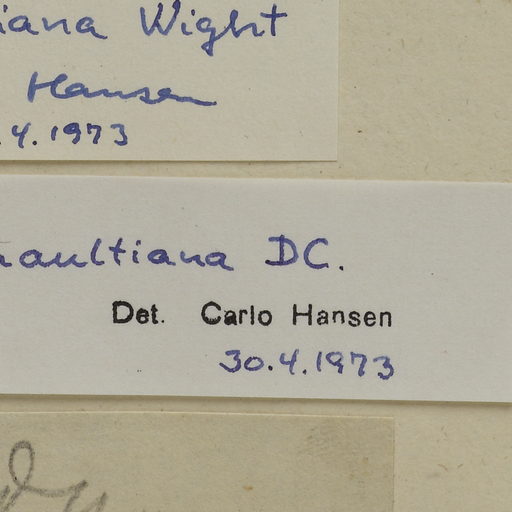 iana Wight
Hansen
.4.1973
aultiana DC.
Det. Carlo Hansen
30.4.1973